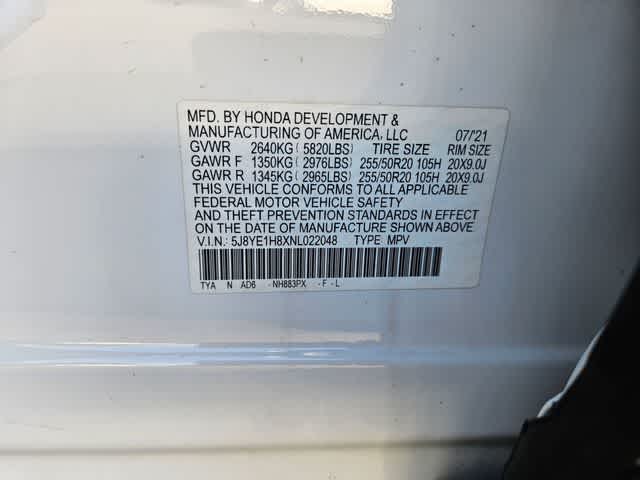 MFD. BY HONDA DEVELOPMENT &
MANUFACTURING OF AMERICA, LLC 07/'21
GVWR 2640KG ( 5820LBS) TIRE SIZE RIM SIZE
GAWR F 1350KG ( 2976LBS) 255/50R20 105H 20X9.0J
GAWR R 1345KG ( 2965LBS) 255/50R20 105H 20X9.0J
THIS VEHICLE CONFORMS TO ALL APPLICABLE
FEDERAL MOTOR VEHICLE SAFETY
AND THEFT PREVENTION STANDARDS IN EFFECT
ON THE DATE OF MANUFACTURE SHOWN ABOVE.
V.I.N.: 5J8YE1H8XNL022048 TYPE MPV
TYA N AD6 -NH883PX -F-L